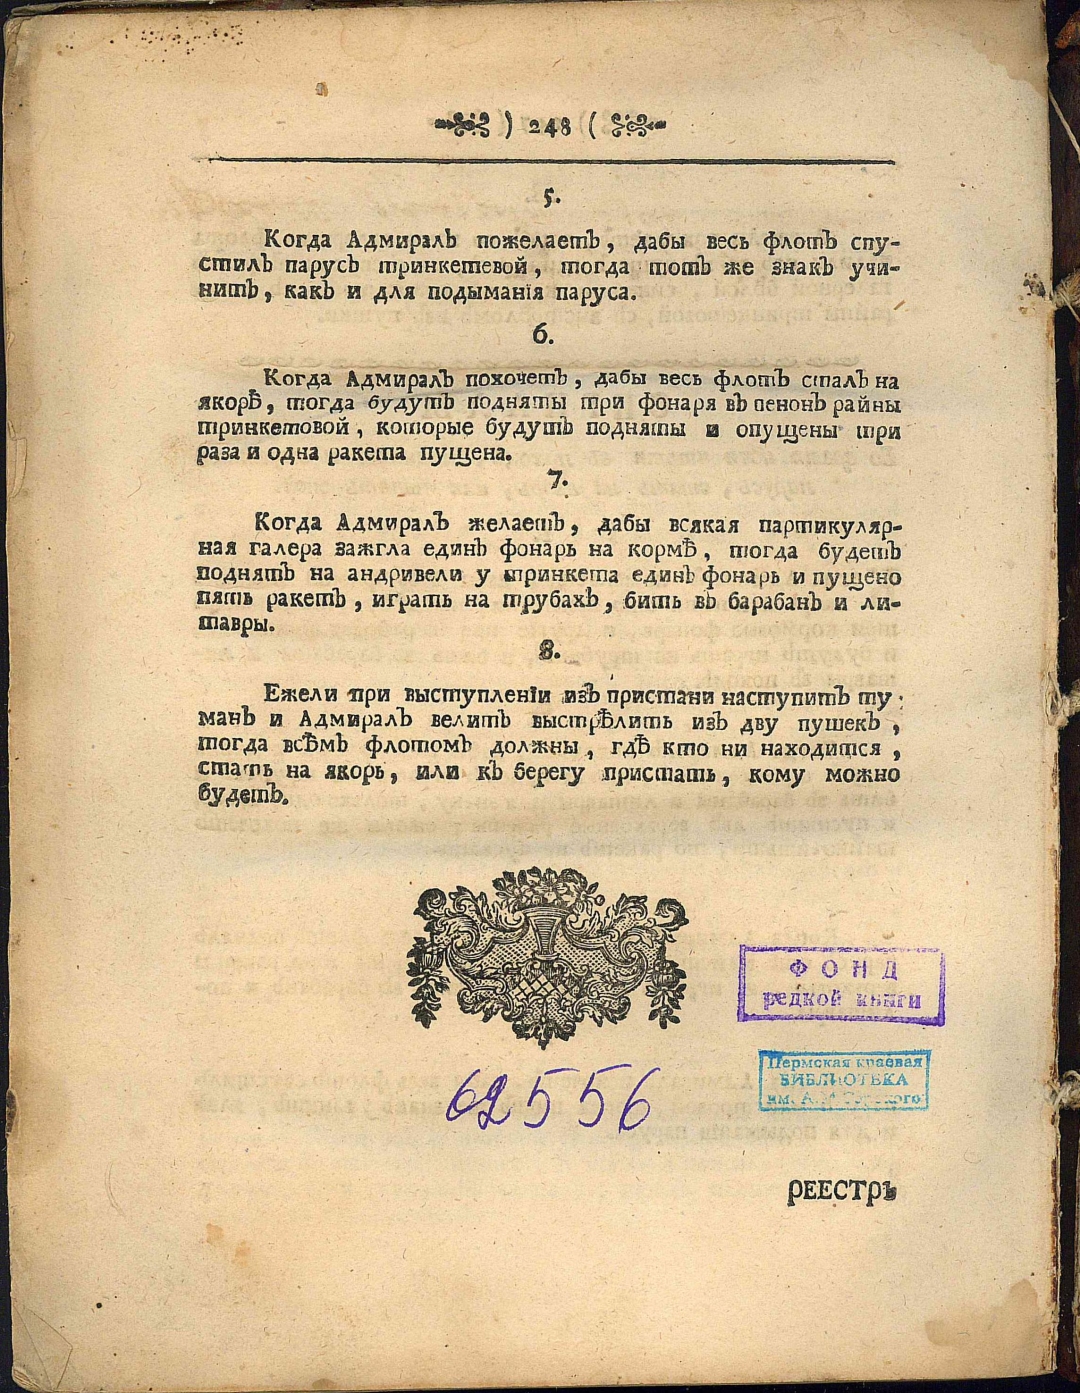 ) 248 (
5.
Когда Адмиралъ пожелаетъ, дабы весь флотъ спу-
стилъ парусъ тринкетевой, тогда тотъ же знакъ учи-
нитъ, какъ и для подыманія паруса.
6.
Когда Адмиралъ похочетъ, дабы весь флотъ сталъ на
якорѣ, тогда будутъ подняты три фонаря въ пенонъ райны
тринкетовой, которые будутъ подняты и опущены три
раза и одна ракета пущена.
7.
Когда Адмиралъ желаетъ, дабы всякая партикуляр-
ная галера зажгла единъ фонарь на кормѣ, тогда будетъ
поднятъ на андривели у тринкета единъ фонарь и пущено
пять ракетъ, играть на трубахъ, бить въ барабанъ и ли-
тавры.
8.
Ежели при выступленіи изъ пристани наступитъ ту-
манъ и Адмиралъ велитъ выстрѣлить изъ дву пушекъ,
тогда всѣмъ флотомъ должны, гдѣ кто ни находится,
стать на якорь, или къ берегу пристать, кому можно
будетъ.
ФОНД
редкой книги
Пермская краевая
БИБЛИОТЕКА
им. А. М. Горького
62556
РЕЕСТРЪ